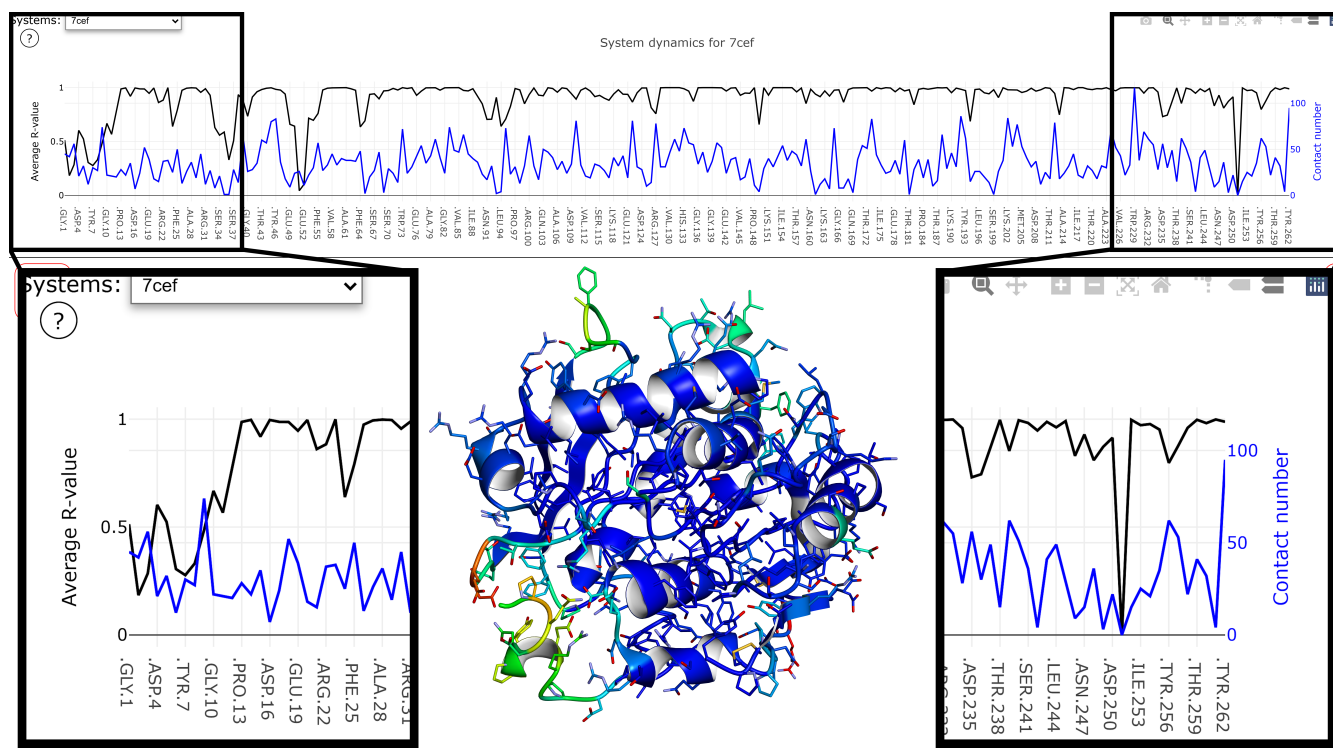 Systems:
7cef
?
System dynamics for 7cef
Average R-value
1
0.5
0
100
50
0
Contact number
.GLY.1
.ASP.4
.TYR.7
.GLY.10
.PRO.13
.ASP.16
.GLU.19
.ARG.22
.PHE.25
.ALA.28
.ARG.31
.SER.34
.SER.37
.GLY.40
.THR.43
.TYR.46
.GLU.49
.GLU.52
.PHE.55
.VAL.58
.ALA.61
.PHE.64
.SER.67
.SER.70
.TRP.73
.GLU.76
.ALA.79
.GLY.82
.VAL.85
.ILE.88
.ASN.91
.LEU.94
.PRO.97
.ARG.100
.GLN.103
.ALA.106
.ASP.109
.VAL.112
.SER.115
.LYS.118
.GLU.121
.ASP.124
.ARG.127
.VAL.130
.HIS.133
.GLY.136
.GLY.139
.GLU.142
.VAL.145
.PRO.148
.LYS.151
.ILE.154
.THR.157
.ASN.160
.LYS.163
.GLY.166
.GLN.169
.THR.172
.ILE.175
.GLU.178
.THR.181
.PRO.184
.THR.187
.LYS.190
.TYR.193
.LEU.196
.SER.199
.LYS.202
.MET.205
.ASP.208
.THR.211
.ALA.214
.ILE.217
.THR.220
.ALA.223
.VAL.226
.TRP.229
.ARG.232
.ASP.235
.THR.238
.SER.241
.LEU.244
.ASN.247
.ASP.250
.ILE.253
.TYR.256
.THR.259
.TYR.262
Systems:
7cef
?
Average R-value
1
0.5
0
.GLY.1
.ASP.4
.TYR.7
.GLY.10
.PRO.13
.ASP.16
.GLU.19
.ARG.22
.PHE.25
.ALA.28
.ARG.31
100
50
0
Contact number
.ASP.235
.THR.238
.SER.241
.LEU.244
.ASN.247
.ASP.250
.ILE.253
.TYR.256
.THR.259
.TYR.262